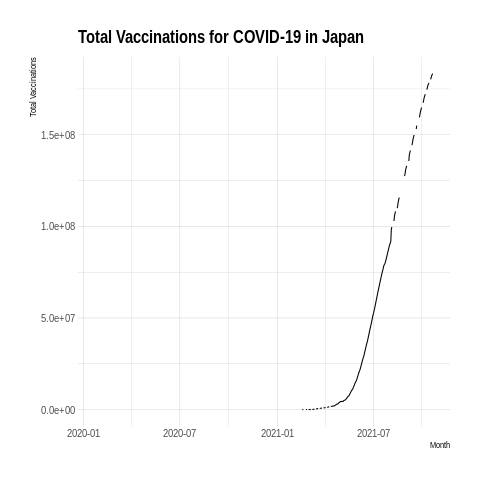 Total Vaccinations for COVID-19 in Japan
Total Vaccinations
1.5e+08
1.0e+08
5.0e+07
0.0e+00
2020-01 2020-07 2021-01 2021-07
Month